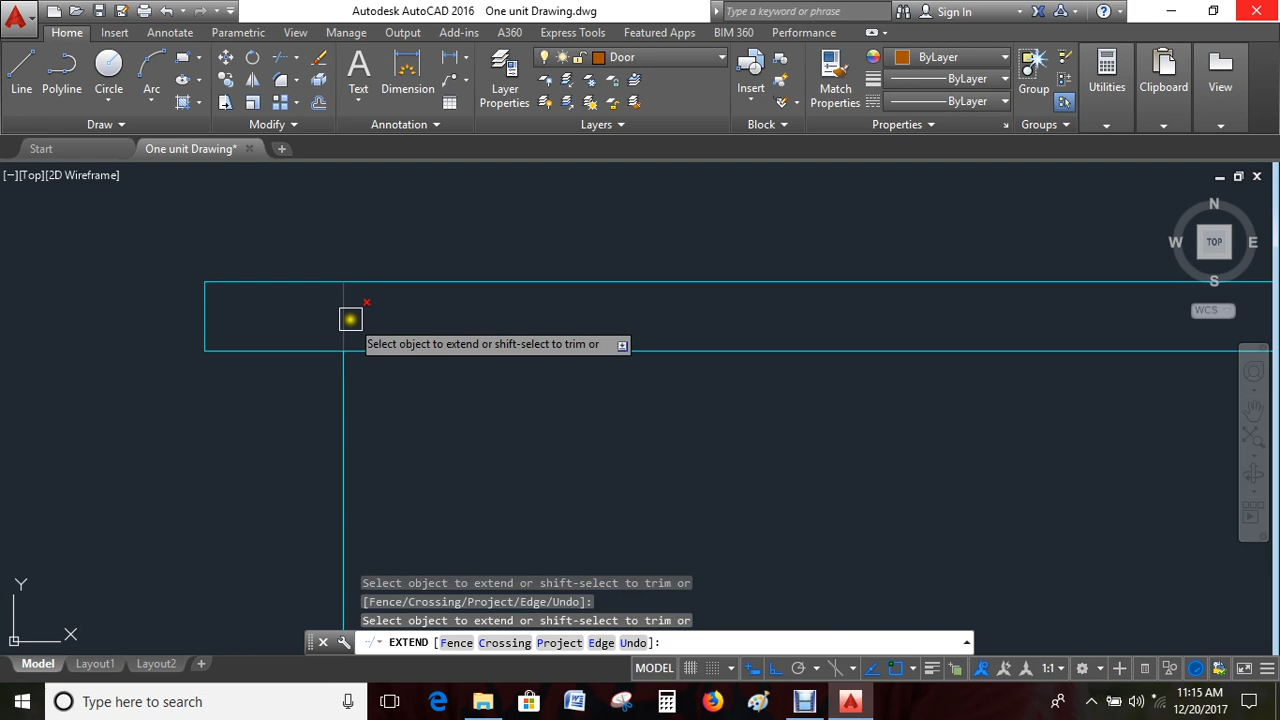 Autodesk AutoCAD 2016 One unit Drawing.dwg
Type a keyword or phrase
Sign In
Home Insert Annotate Parametric View Manage Output Add-ins A360 Express Tools Featured Apps BIM 360 Performance
Line Polyline Circle Arc
Text Dimension
Layer Properties
Door
Insert
Match Properties
ByLayer
ByLayer
ByLayer
Group
Utilities
Clipboard
View
Draw Modify Annotation Layers Block Properties Groups
Start One unit Drawing*
[−][Top][2D Wireframe]
N
W TOP E
S
WCS
Select object to extend or shift-select to trim or
Y
X
Select object to extend or shift-select to trim or
[Fence/Crossing/Project/Edge/Undo]:
Select object to extend or shift-select to trim or
EXTEND [Fence Crossing Project Edge Undo]:
Model Layout1 Layout2
MODEL 1:1
Type here to search
11:15 AM
12/20/2017